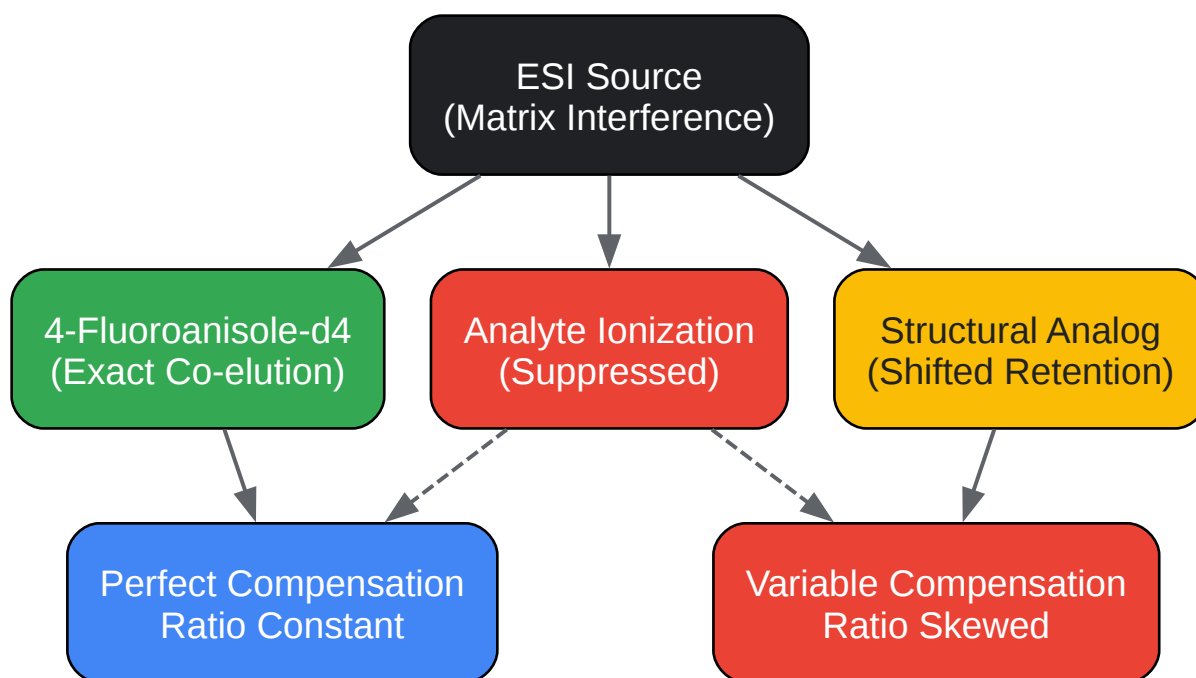 ESI Source
(Matrix Interference)
4-Fluoroanisole-d4
(Exact Co-elution)
Analyte Ionization
(Suppressed)
Structural Analog
(Shifted Retention)
Perfect Compensation
Ratio Constant
Variable Compensation
Ratio Skewed